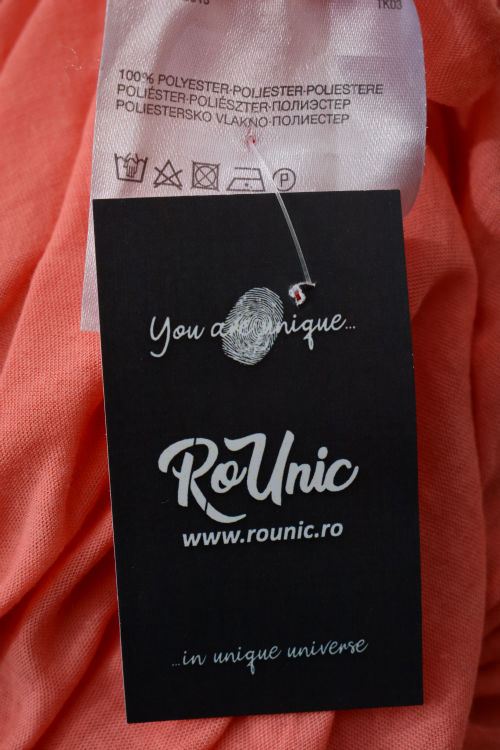 TK03
100% POLYESTER-POLIESTER-POLIESTERE
POLIÉSTER-POLIÉSZTER-ПОЛИЭСТЕР
POLIESTERSKO VLAKNO-ПОЛИЕСТЕР
P
You are unique...
RoUnic
www.rounic.ro
...in unique universe